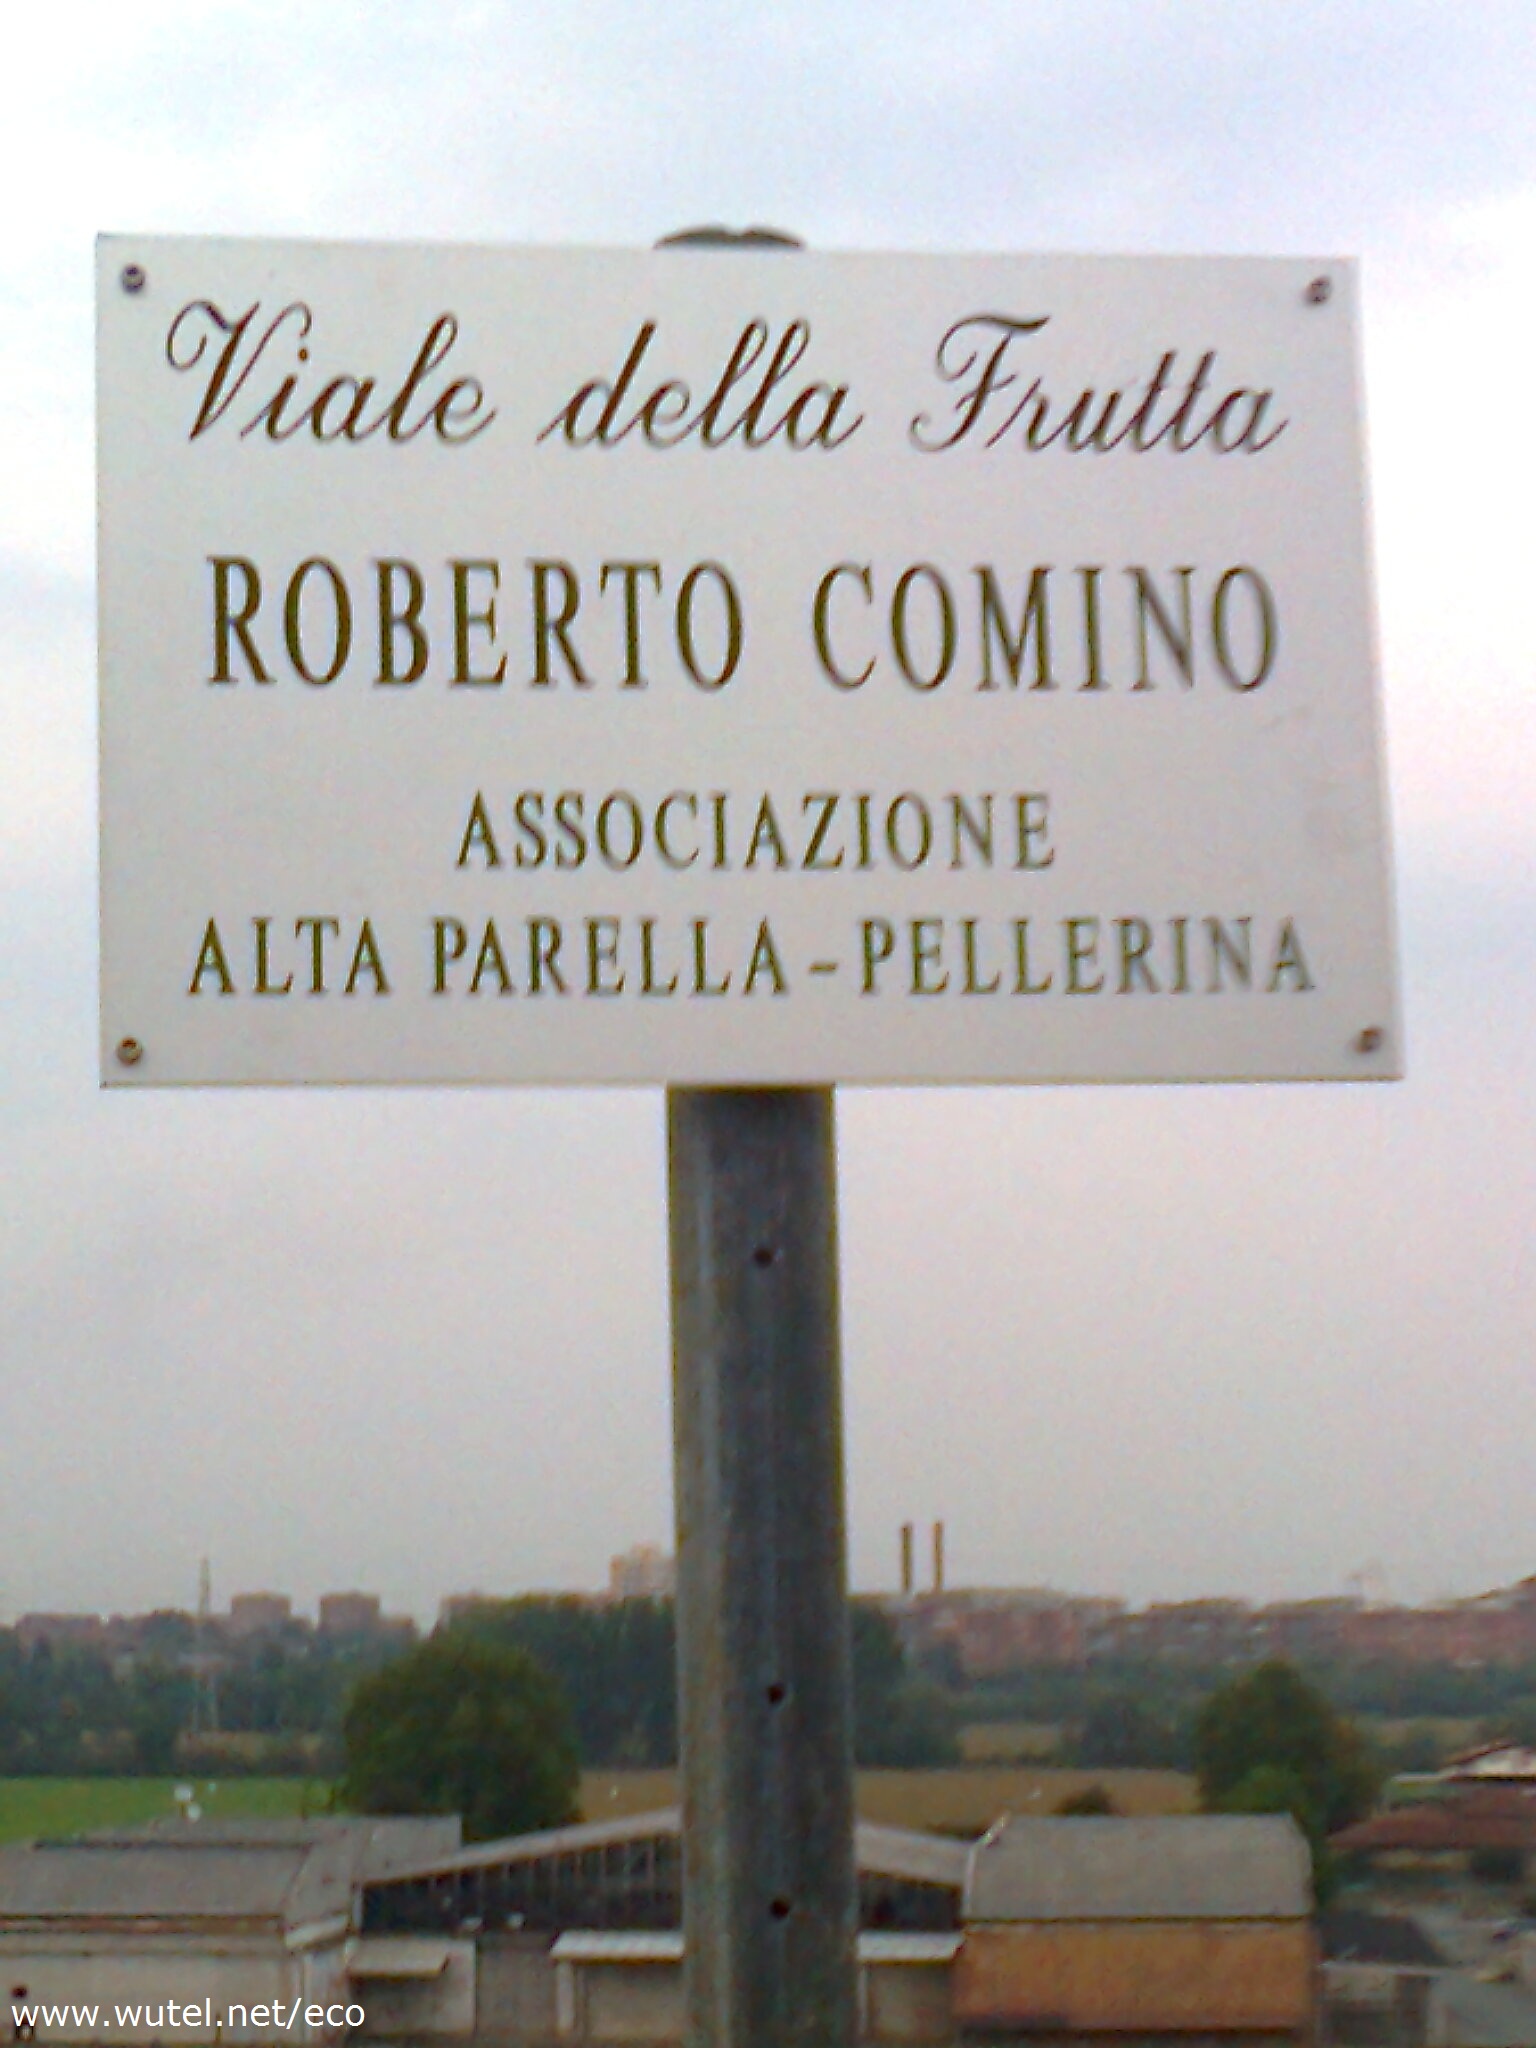 Viale della Frutta
ROBERTO COMINO
ASSOCIAZIONE
ALTA PARELLA - PELLERINA
www.wutel.net/eco